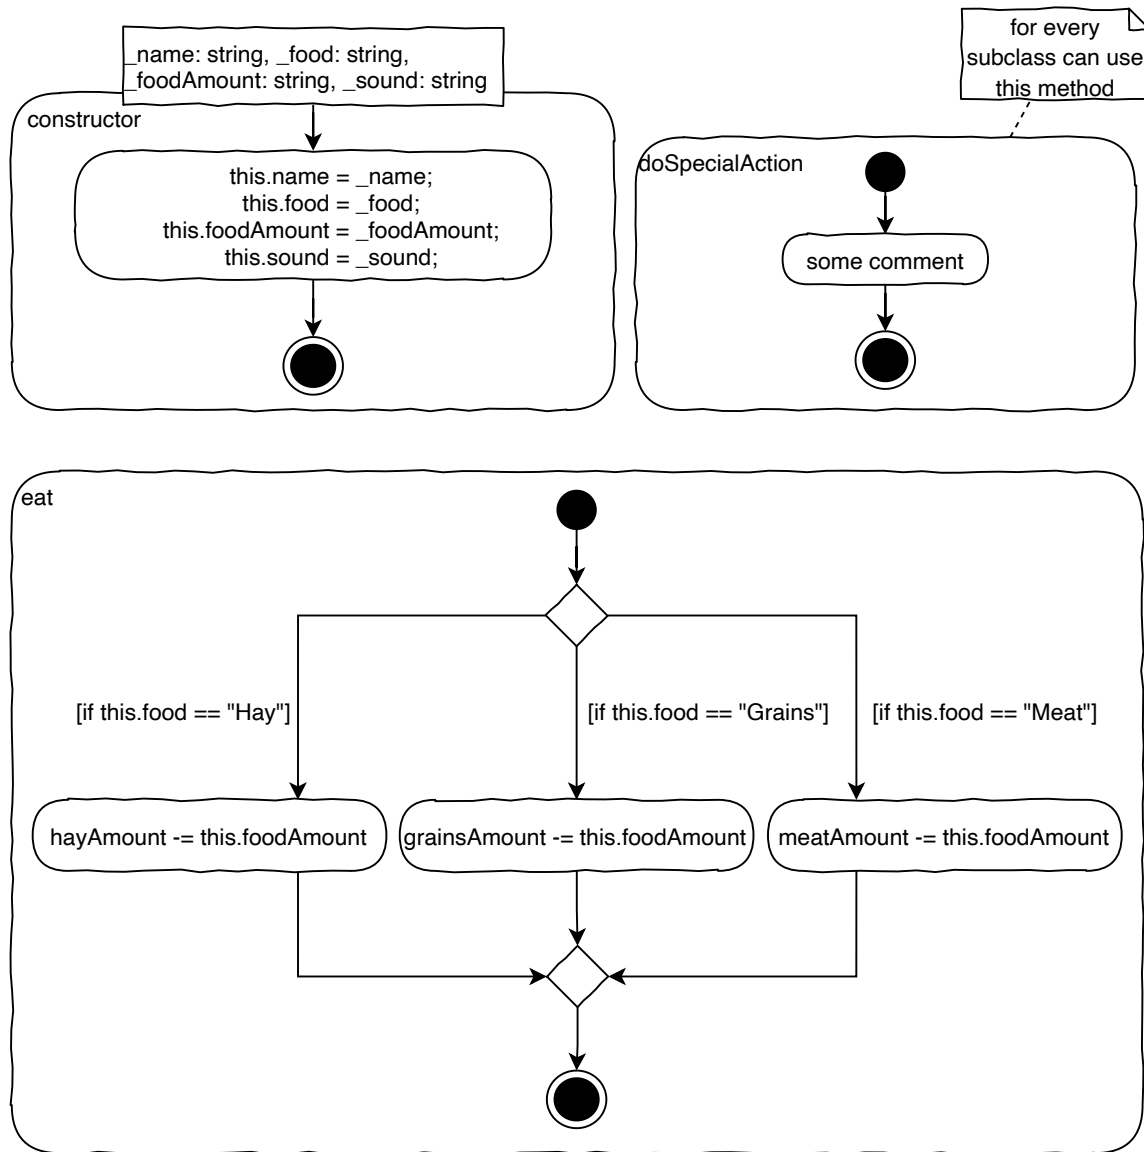 _name: string, _food: string,
_foodAmount: string, _sound: string
constructor
this.name = _name;
this.food = _food;
this.foodAmount = _foodAmount;
this.sound = _sound;
for every
subclass can use
this method
doSpecialAction
some comment
eat
[if this.food == "Hay"]
[if this.food == "Grains"]
[if this.food == "Meat"]
hayAmount -= this.foodAmount
grainsAmount -= this.foodAmount
meatAmount -= this.foodAmount